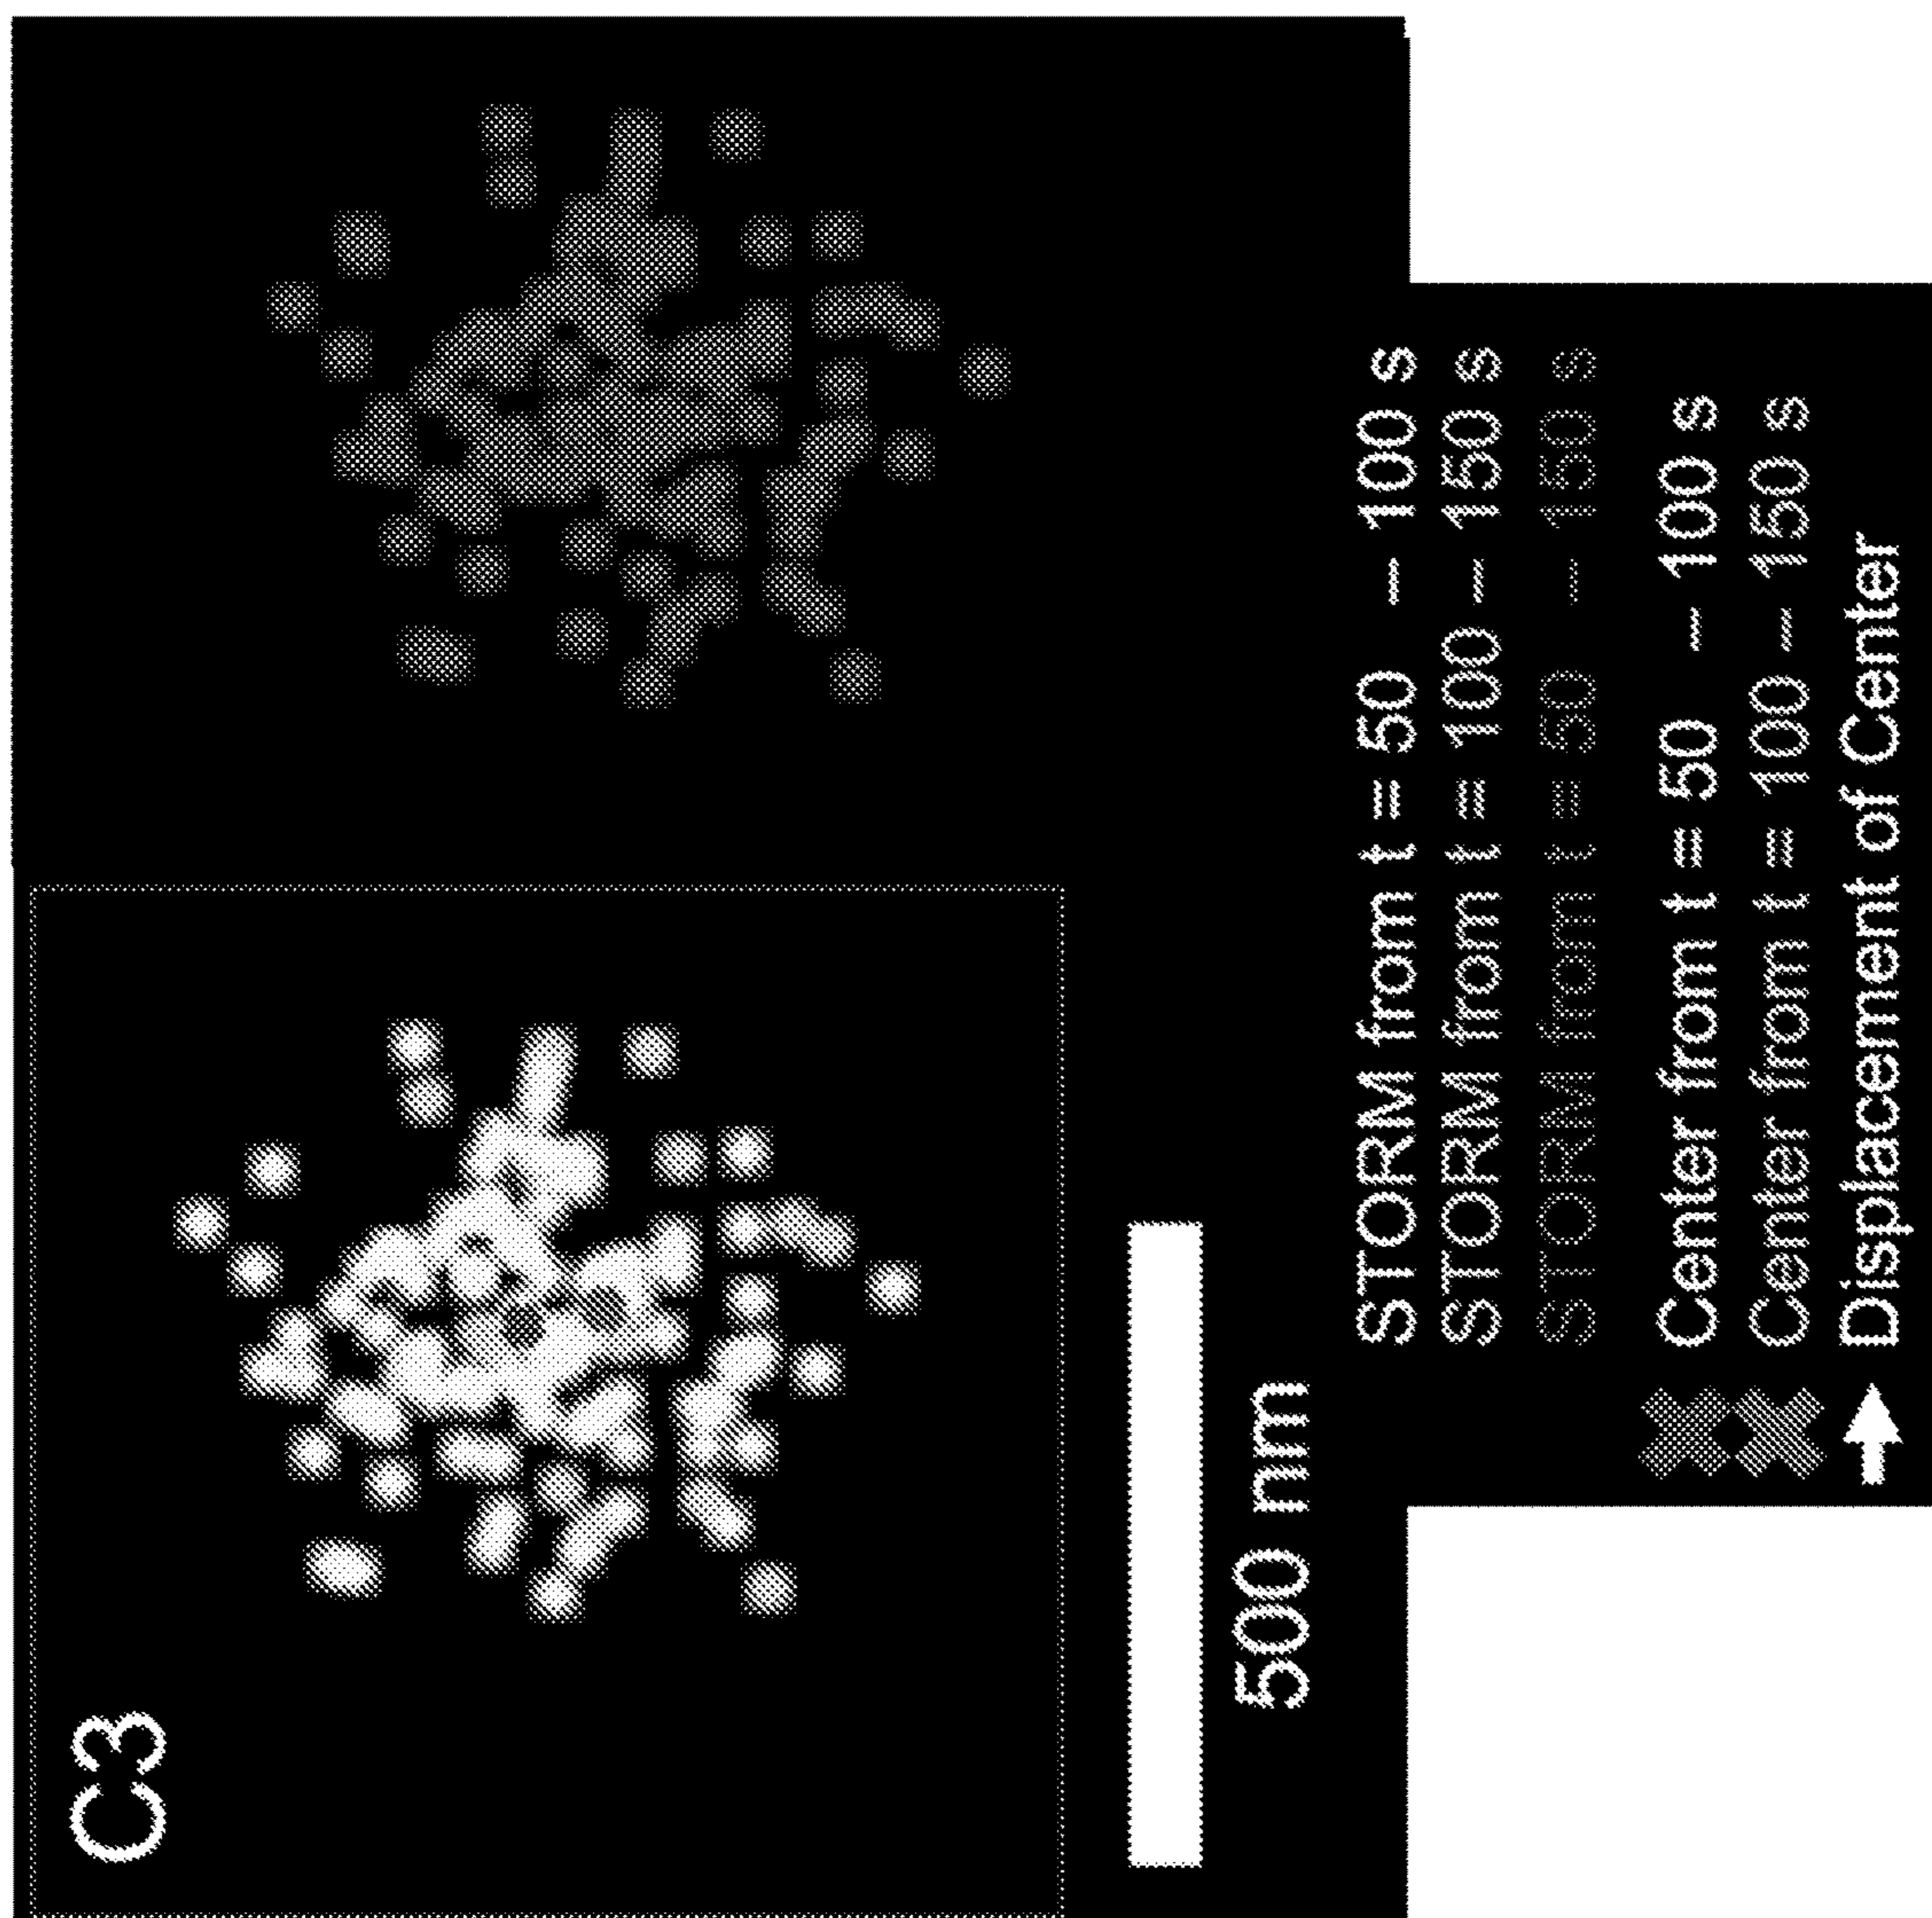 C3
500 nm
STORM from t = 50 – 100 s
STORM from t = 100 – 150 s
STORM from t = 50 – 150 s
Center from t = 50 – 100 s
Center from t = 100 – 150 s
Displacement of Center